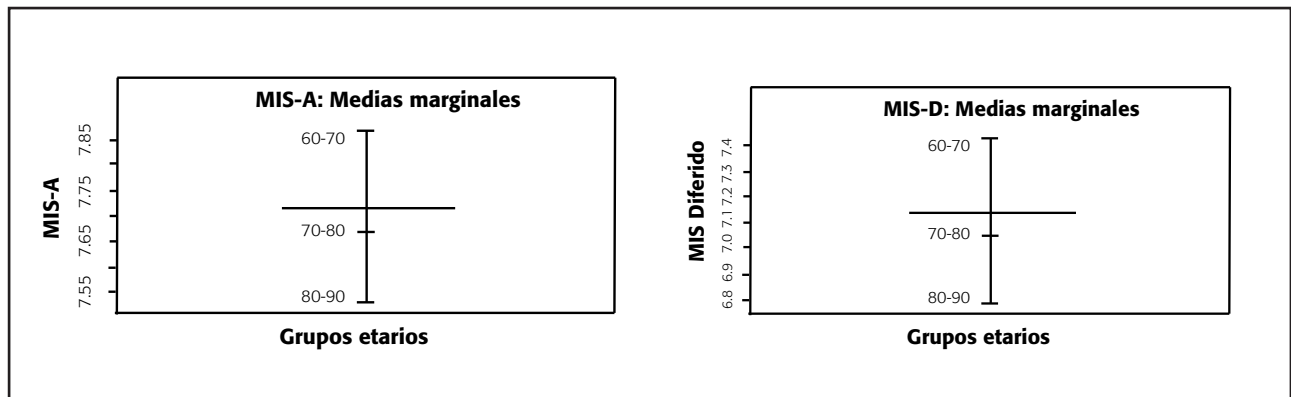 MIS-A: Medias marginales
MIS-A
7.85
7.75
7.65
7.55
60-70
70-80
80-90
Grupos etarios
MIS-D: Medias marginales
MIS Diferido
7.4
7.3
7.2
7.1
7.0
6.9
6.8
60-70
70-80
80-90
Grupos etarios